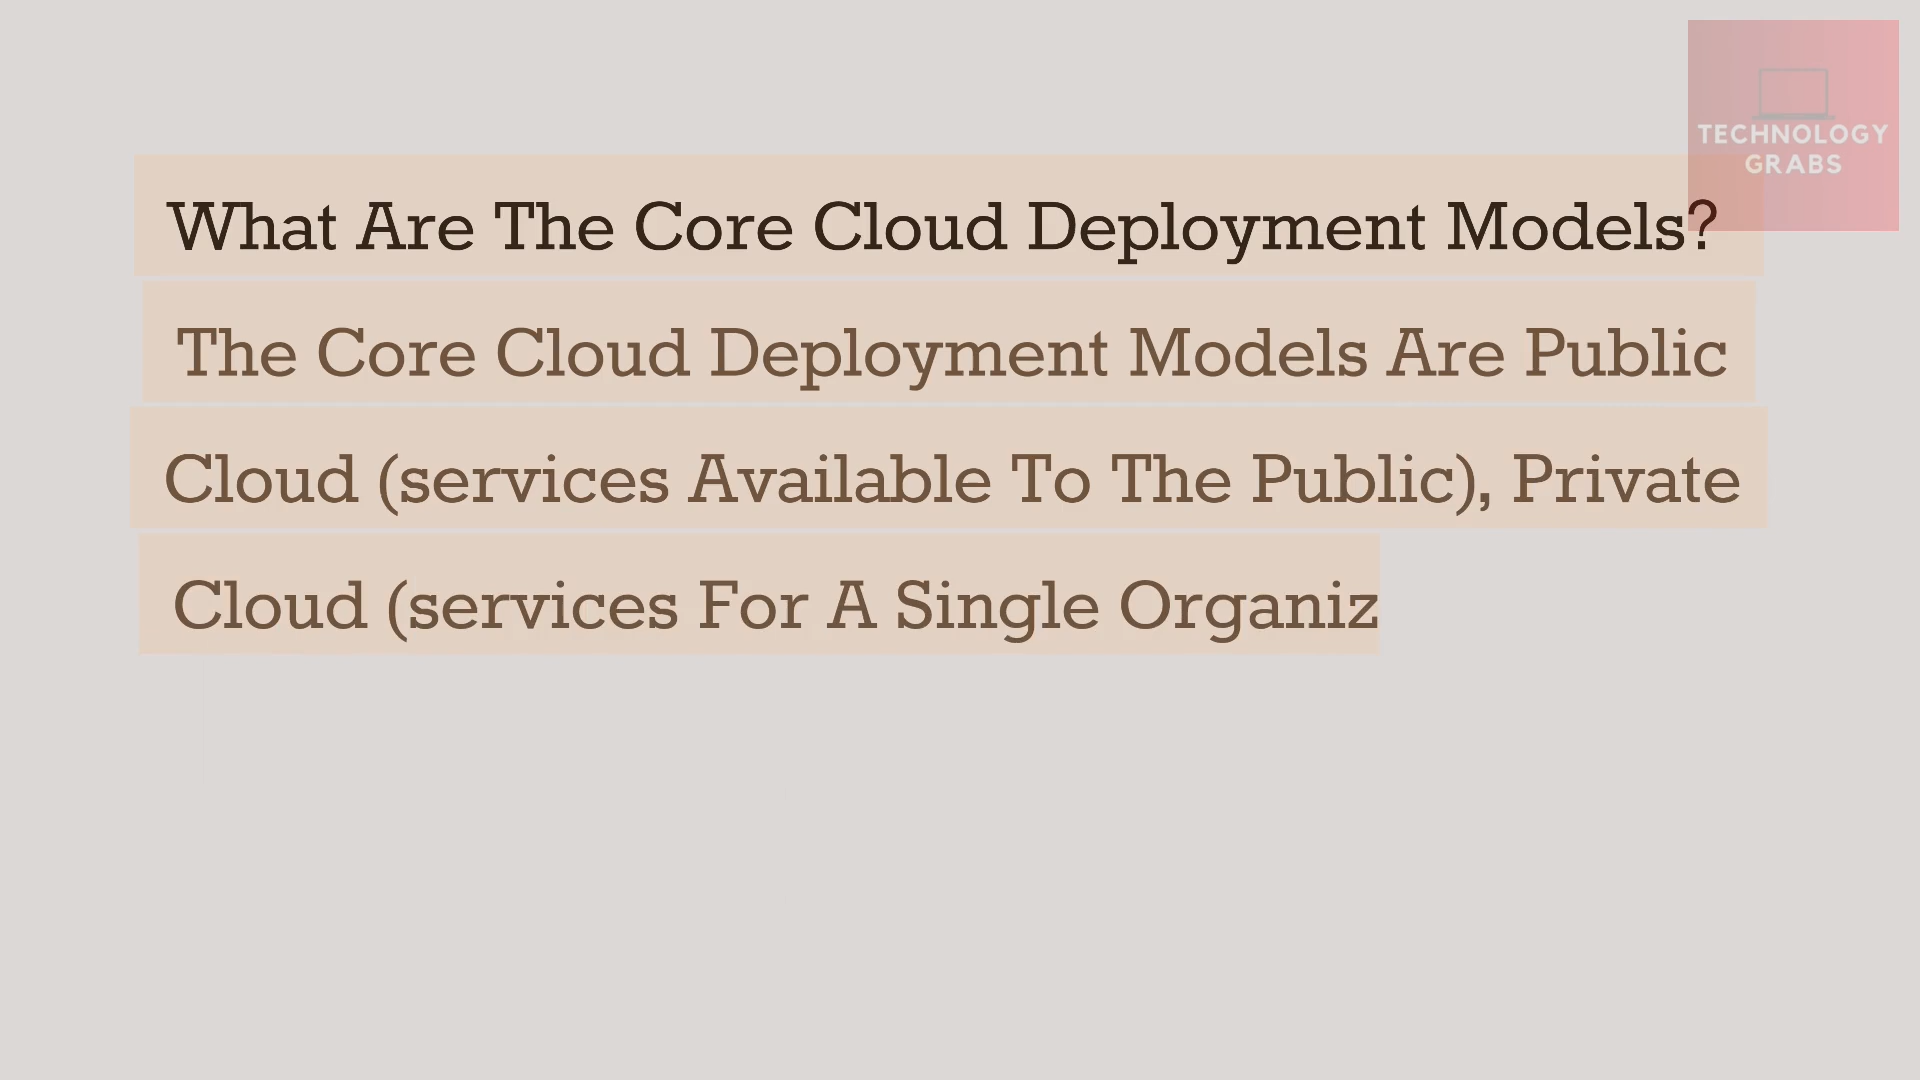 TECHNOLOGY
GRABS
What Are The Core Cloud Deployment Models?
The Core Cloud Deployment Models Are Public
Cloud (services Available To The Public), Private
Cloud (services For A Single Organiz